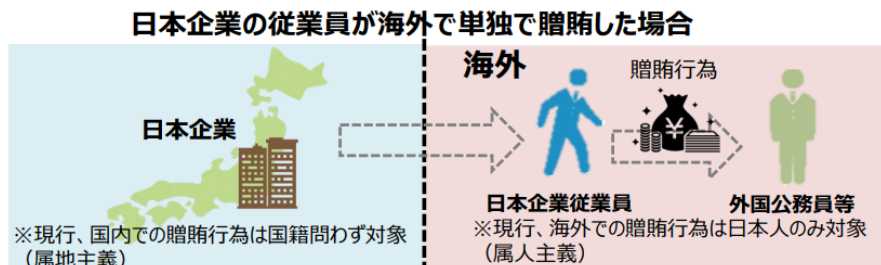 日本企業の従業員が海外で単独で贈賄した場合
海外
贈賄行為
日本企業
¥
日本企業従業員
外国公務員等
※現行、国内での贈賄行為は国籍問わず対象
（属地主義）
※現行、海外での贈賄行為は日本人のみ対象
（属人主義）